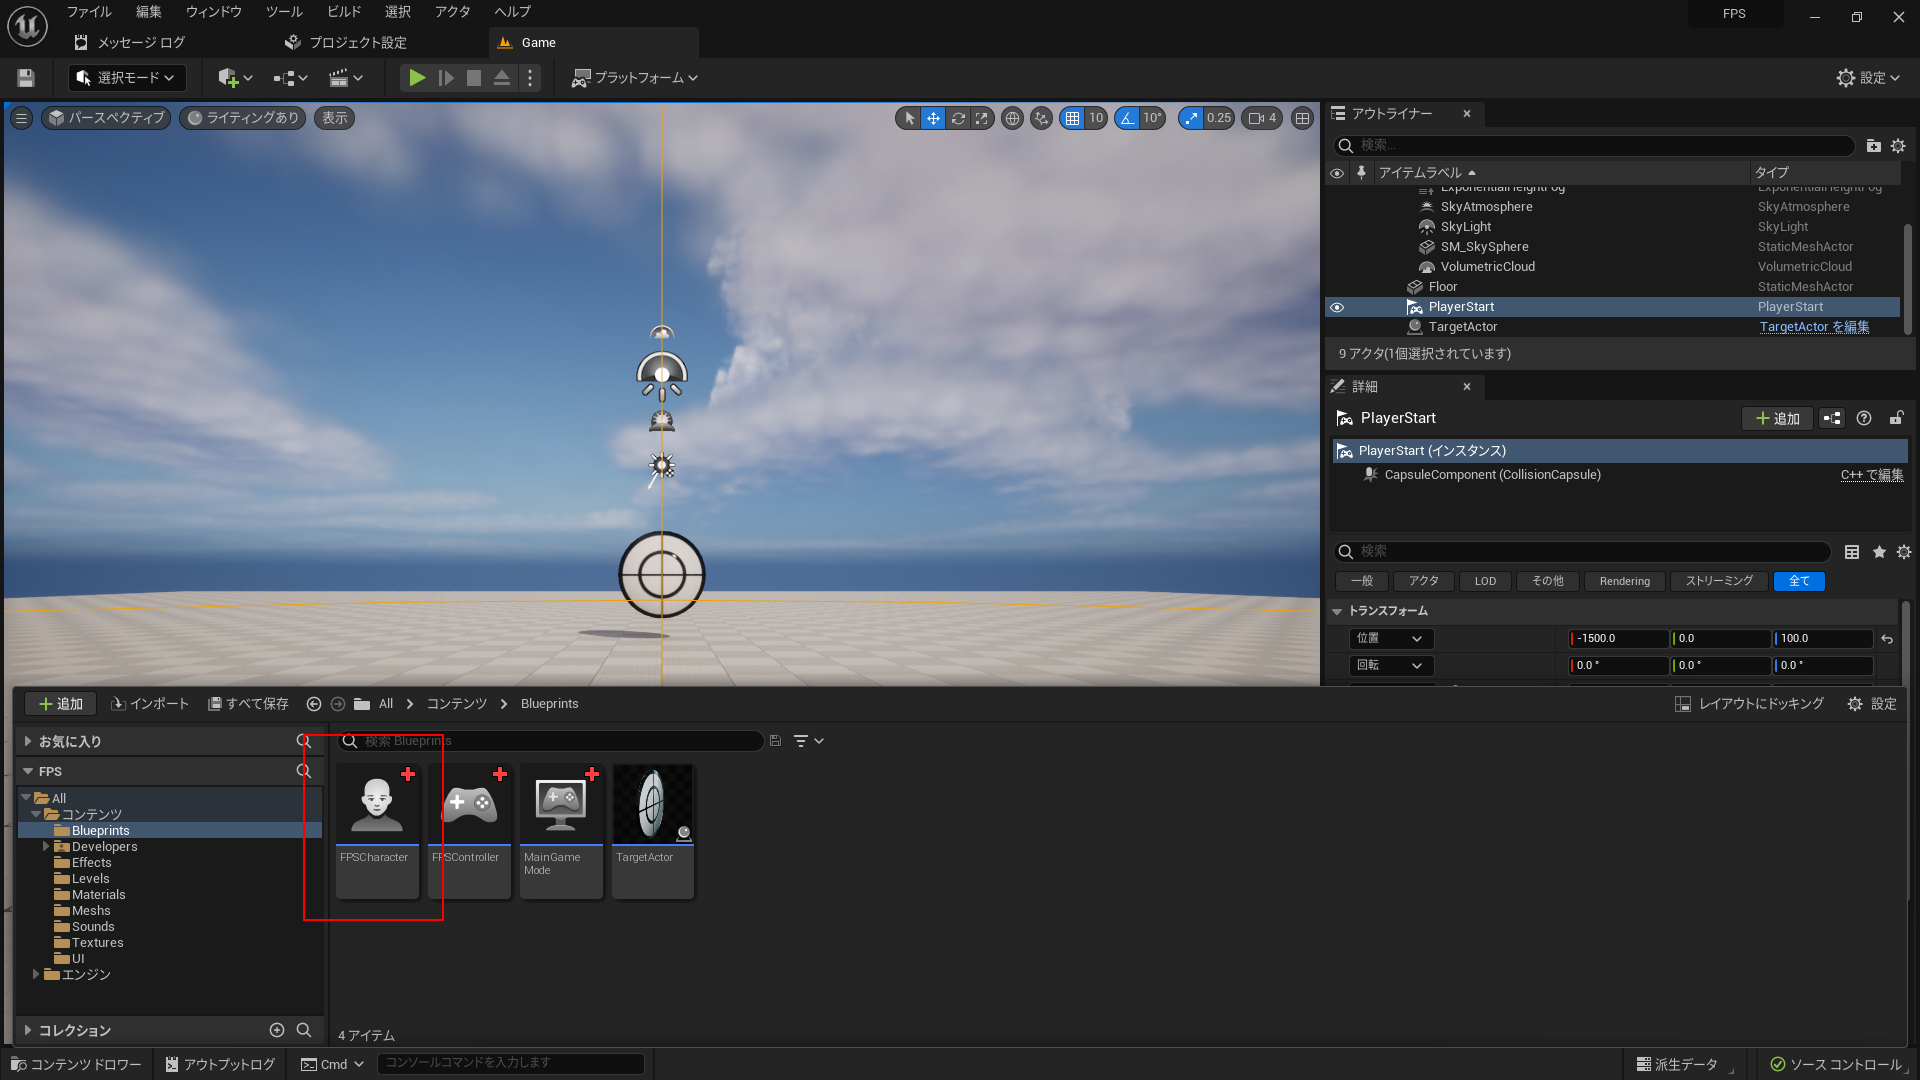 ファイル 編集 ウィンドウ ツール ビルド 選択 アクタ ヘルプ
FPS
メッセージ ログ プロジェクト設定 Game
選択モード プラットフォーム 設定
パースペクティブ ライティングあり 表示 10 10° 0.25 4
アウトライナー
検索...
アイテムラベル タイプ
ExponentialHeightFog ExponentialHeightFog
SkyAtmosphere SkyAtmosphere
SkyLight SkyLight
SM_SkySphere StaticMeshActor
VolumetricCloud VolumetricCloud
Floor StaticMeshActor
PlayerStart PlayerStart
TargetActor TargetActor を編集
9 アクタ(1個選択されています)
詳細
PlayerStart 追加
PlayerStart (インスタンス)
CapsuleComponent (CollisionCapsule) C++ で編集
検索
一般 アクタ LOD その他 Rendering ストリーミング 全て
トランスフォーム
位置 -1500.0 0.0 100.0
回転 0.0 ° 0.0 ° 0.0 °
追加 インポート すべて保存 All コンテンツ Blueprints レイアウトにドッキング 設定
お気に入り
検索 Blueprints
FPS
All
コンテンツ
Blueprints
Developers
Effects
Levels
Materials
Meshs
Sounds
Textures
UI
エンジン
コレクション
FPSCharacter FPSController MainGame TargetActor
Mode
4 アイテム
コンテンツ ドロワー アウトプットログ Cmd コンソールコマンドを入力します 派生データ ソース コントロール